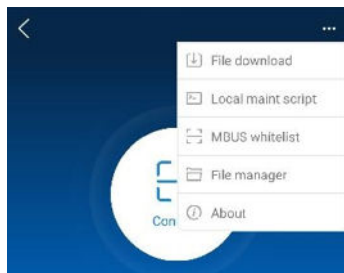 File download
Local maint script
MBUS whitelist
File manager
About
Con